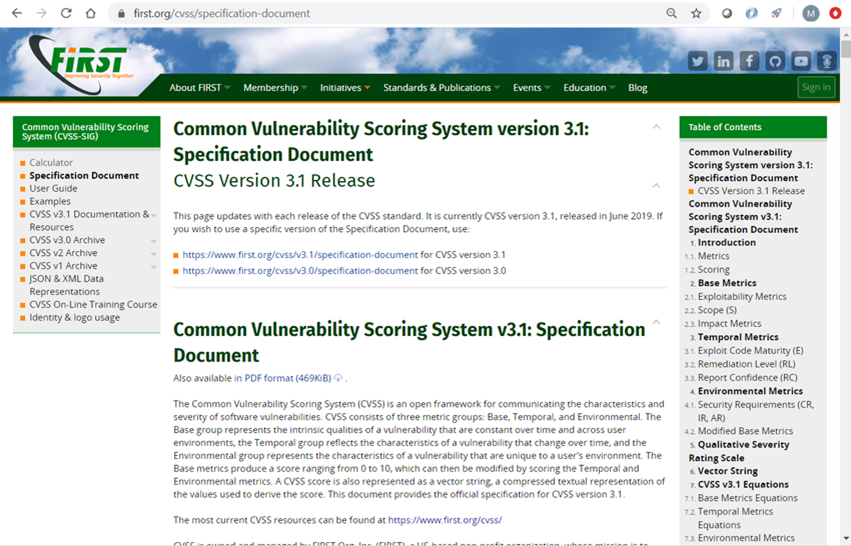 first.org/cvss/specification-document
M
FIRST
Improving Security Together
About FIRST
Membership
Initiatives
Standards & Publications
Events
Education
Blog
Sign in
Common Vulnerability Scoring
System (CVSS-SIG)
Calculator
Specification Document
User Guide
Examples
CVSS v3.1 Documentation &
Resources
CVSS v3.0 Archive
CVSS v2 Archive
CVSS v1 Archive
JSON & XML Data
Representations
CVSS On-Line Training Course
Identity & logo usage
Common Vulnerability Scoring System version 3.1:
Specification Document
CVSS Version 3.1 Release
This page updates with each release of the CVSS standard. It is currently CVSS version 3.1, released in June 2019. If
you wish to use a specific version of the Specification Document, use:
https://www.first.org/cvss/v3.1/specification-document for CVSS version 3.1
https://www.first.org/cvss/v3.0/specification-document for CVSS version 3.0
Common Vulnerability Scoring System v3.1: Specification
Document
Also available in PDF format (469KiB) .
The Common Vulnerability Scoring System (CVSS) is an open framework for communicating the characteristics and
severity of software vulnerabilities. CVSS consists of three metric groups: Base, Temporal, and Environmental. The
Base group represents the intrinsic qualities of a vulnerability that are constant over time and across user
environments, the Temporal group reflects the characteristics of a vulnerability that change over time, and the
Environmental group represents the characteristics of a vulnerability that are unique to a user's environment. The
Base metrics produce a score ranging from 0 to 10, which can then be modified by scoring the Temporal and
Environmental metrics. A CVSS score is also represented as a vector string, a compressed textual representation of
the values used to derive the score. This document provides the official specification for CVSS version 3.1.
The most current CVSS resources can be found at https://www.first.org/cvss/
CVSS is owned and managed by FIRST.Org, Inc. (FIRST), a US-based non-profit organization, whose mission is to
Table of Contents
Common Vulnerability
Scoring System version 3.1:
Specification Document
CVSS Version 3.1 Release
Common Vulnerability
Scoring System v3.1:
Specification Document
1. Introduction
1.1. Metrics
1.2. Scoring
2. Base Metrics
2.1. Exploitability Metrics
2.2. Scope (S)
2.3. Impact Metrics
3. Temporal Metrics
3.1. Exploit Code Maturity (E)
3.2. Remediation Level (RL)
3.3. Report Confidence (RC)
4. Environmental Metrics
4.1. Security Requirements (CR,
IR, AR)
4.2. Modified Base Metrics
5. Qualitative Severity
Rating Scale
6. Vector String
7. CVSS v3.1 Equations
7.1. Base Metrics Equations
7.2. Temporal Metrics
Equations
7.3. Environmental Metrics